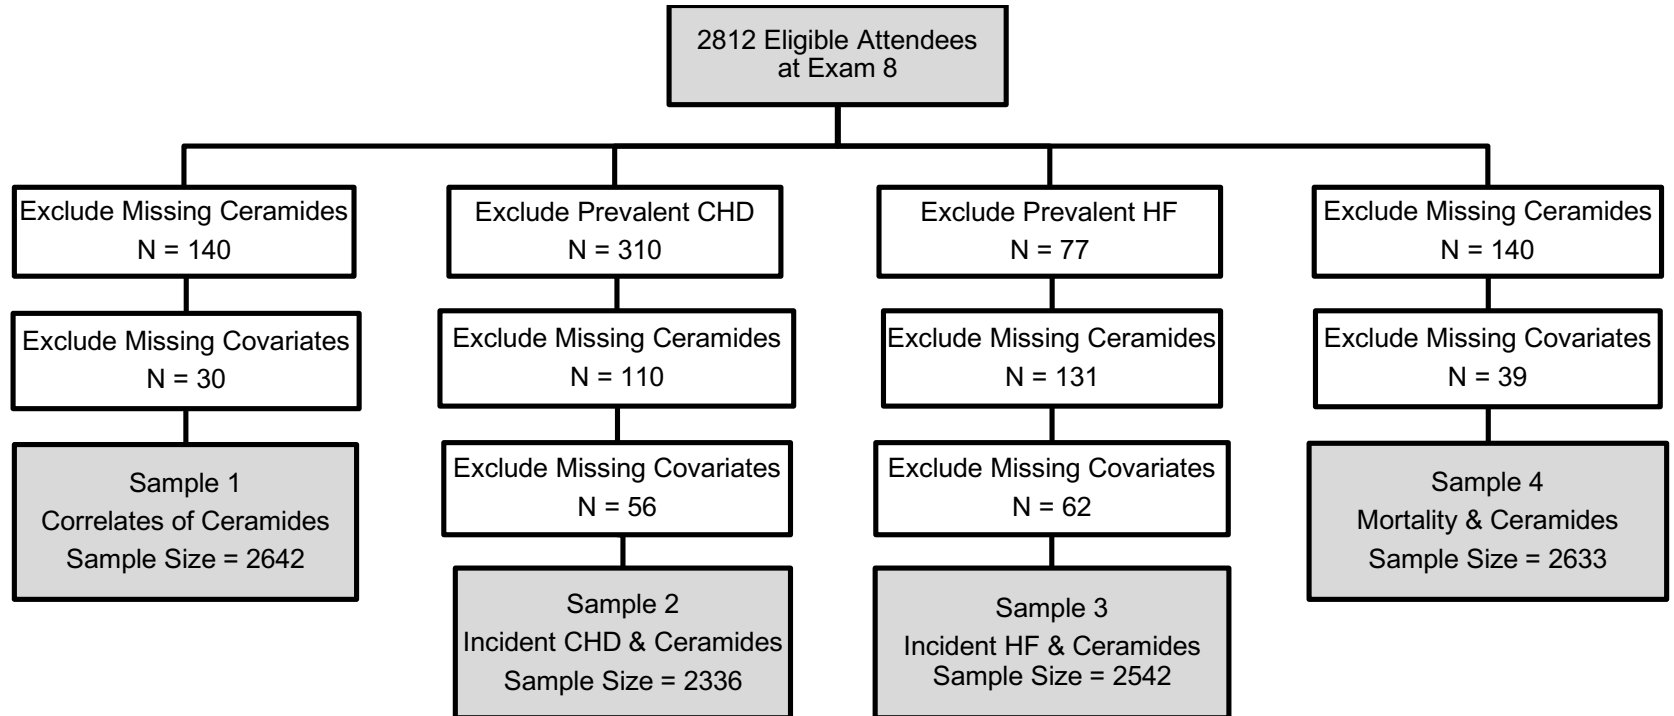 2812 Eligible Attendees
at Exam 8
Exclude Missing Ceramides
N = 140
Exclude Missing Covariates
N = 30
Sample 1
Correlates of Ceramides
Sample Size = 2642
Exclude Prevalent CHD
N = 310
Exclude Missing Ceramides
N = 110
Exclude Missing Covariates
N = 56
Sample 2
Incident CHD & Ceramides
Sample Size = 2336
Exclude Prevalent HF
N = 77
Exclude Missing Ceramides
N = 131
Exclude Missing Covariates
N = 62
Sample 3
Incident HF & Ceramides
Sample Size = 2542
Exclude Missing Ceramides
N = 140
Exclude Missing Covariates
N = 39
Sample 4
Mortality & Ceramides
Sample Size = 2633